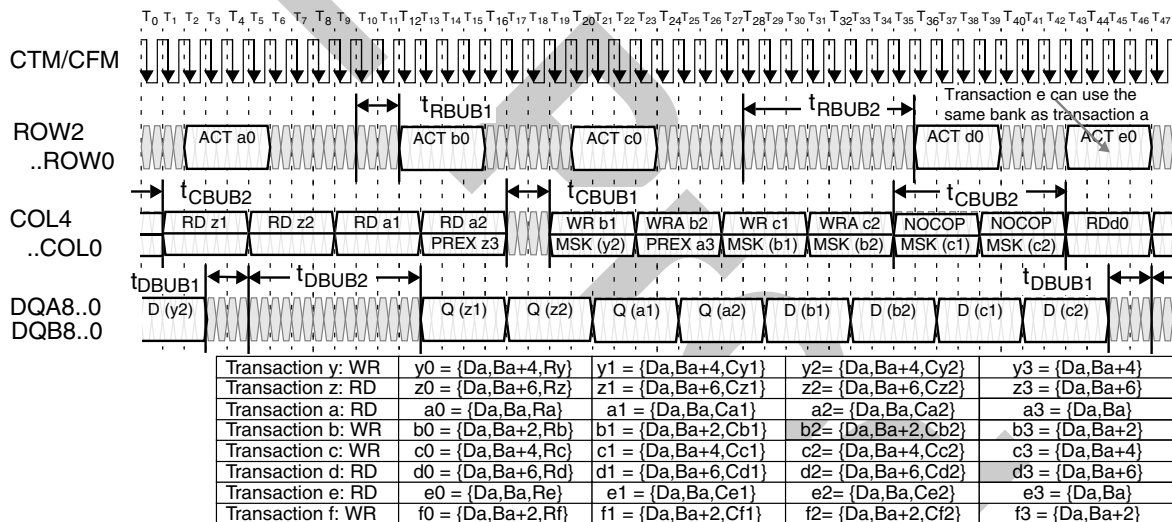 T0 T1 T2 T3 T4 T5 T6 T7 T8 T9 T10 T11 T12 T13 T14 T15 T16 T17 T18 T19 T20 T21 T22 T23 T24 T25 T26 T27 T28 T29 T30 T31 T32 T33 T34 T35 T36 T37 T38 T39 T40 T41 T42 T43 T44 T45 T46 T47
CTM/CFM
tRBUB1 tRBUB2 Transaction e can use the
same bank as transaction a
ROW2 ACT a0 ACT b0 ACT c0 ACT d0 ACT e0
..ROW0
tCBUB2 tCBUB1 tCBUB2
COL4 RD z1 RD z2 RD a1 RD a2 WR b1 WRA b2 WR c1 WRA c2 NOCOP NOCOP RDd0
..COL0 PREX z3 MSK (y2) PREX a3 MSK (b1) MSK (b2) MSK (c1) MSK (c2)
tDBUB1 tDBUB2 tDBUB1
DQA8..0 D (y2) Q (z1) Q (z2) Q (a1) Q (a2) D (b1) D (b2) D (c1) D (c2)
DQB8..0
Transaction y: WR y0 = {Da,Ba+4,Ry} y1 = {Da,Ba+4,Cy1} y2= {Da,Ba+4,Cy2} y3 = {Da,Ba+4}
Transaction z: RD z0 = {Da,Ba+6,Rz} z1 = {Da,Ba+6,Cz1} z2= {Da,Ba+6,Cz2} z3 = {Da,Ba+6}
Transaction a: RD a0 = {Da,Ba,Ra} a1 = {Da,Ba,Ca1} a2= {Da,Ba,Ca2} a3 = {Da,Ba}
Transaction b: WR b0 = {Da,Ba+2,Rb} b1 = {Da,Ba+2,Cb1} b2= {Da,Ba+2,Cb2} b3 = {Da,Ba+2}
Transaction c: WR c0 = {Da,Ba+4,Rc} c1 = {Da,Ba+4,Cc1} c2= {Da,Ba+4,Cc2} c3 = {Da,Ba+4}
Transaction d: RD d0 = {Da,Ba+6,Rd} d1 = {Da,Ba+6,Cd1} d2= {Da,Ba+6,Cd2} d3 = {Da,Ba+6}
Transaction e: RD e0 = {Da,Ba,Re} e1 = {Da,Ba,Ce1} e2= {Da,Ba,Ce2} e3 = {Da,Ba}
Transaction f: WR f0 = {Da,Ba+2,Rf} f1 = {Da,Ba+2,Cf1} f2= {Da,Ba+2,Cf2} f3 = {Da,Ba+2}